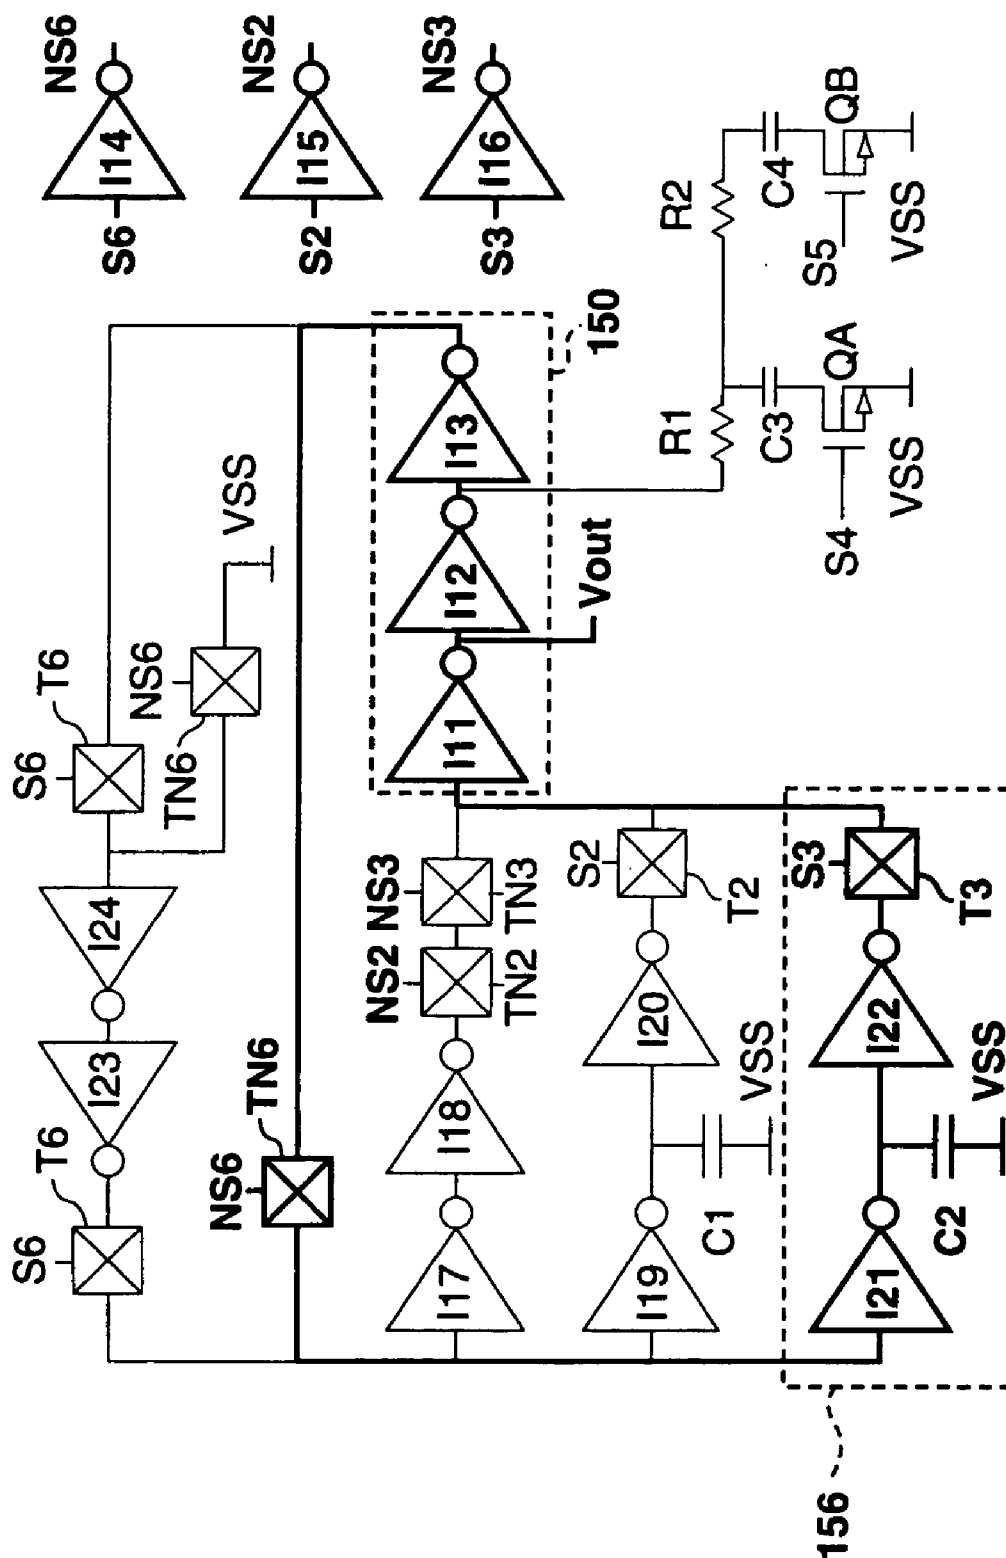 S6 I14 NS6
S2 I15 NS2
S3 I16 NS3
S6 T6 I23 I24 S6 T6
TN6 NS6 VSS
NS6 TN6
I17 I18 NS2 NS3
TN2 TN3
I11 I12 I13
Vout
150
I19 I20 S2
T2
C1 VSS
R1 R2
C3 QA C4 QB
S4 VSS S5 VSS
156
I21 I22 S3
T3
C2 VSS